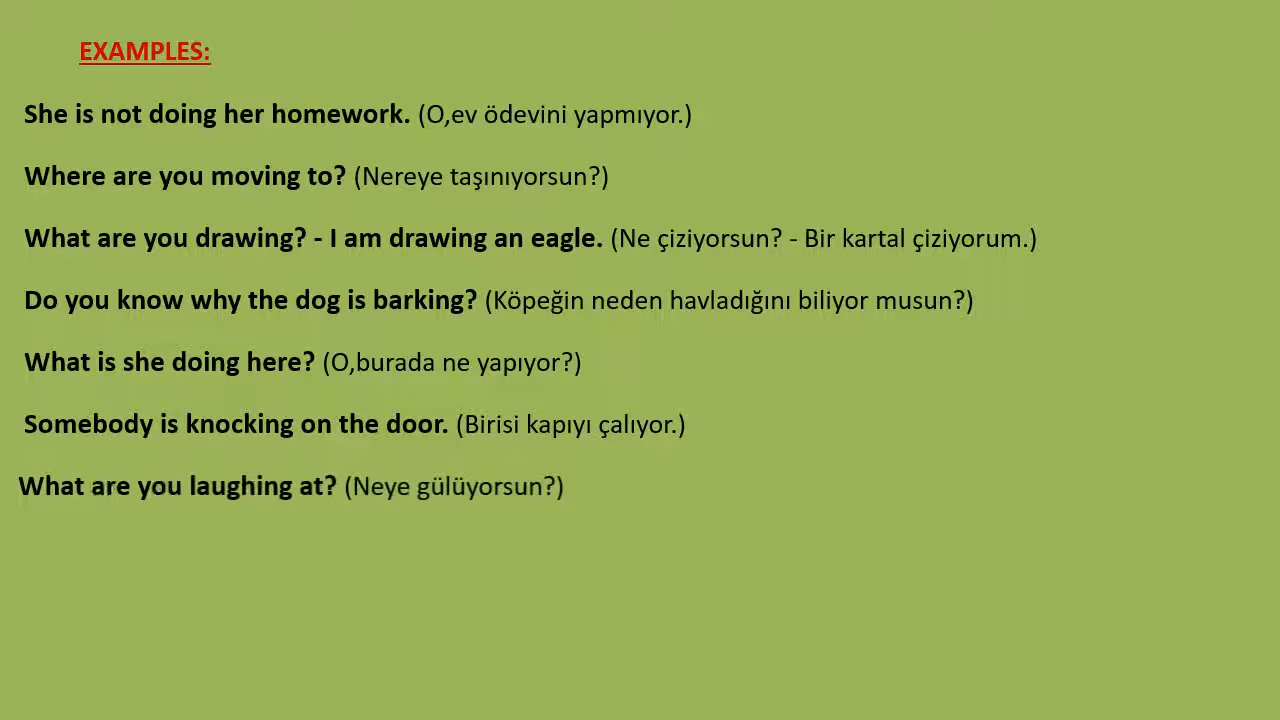 EXAMPLES:
She is not doing her homework. (O,ev ödevini yapmıyor.)
Where are you moving to? (Nereye taşınıyorsun?)
What are you drawing? - I am drawing an eagle. (Ne çiziyorsun? - Bir kartal çiziyorum.)
Do you know why the dog is barking? (Köpeğin neden havladığını biliyor musun?)
What is she doing here? (O,burada ne yapıyor?)
Somebody is knocking on the door. (Birisi kapıyı çalıyor.)
What are you laughing at? (Neye gülüyorsun?)